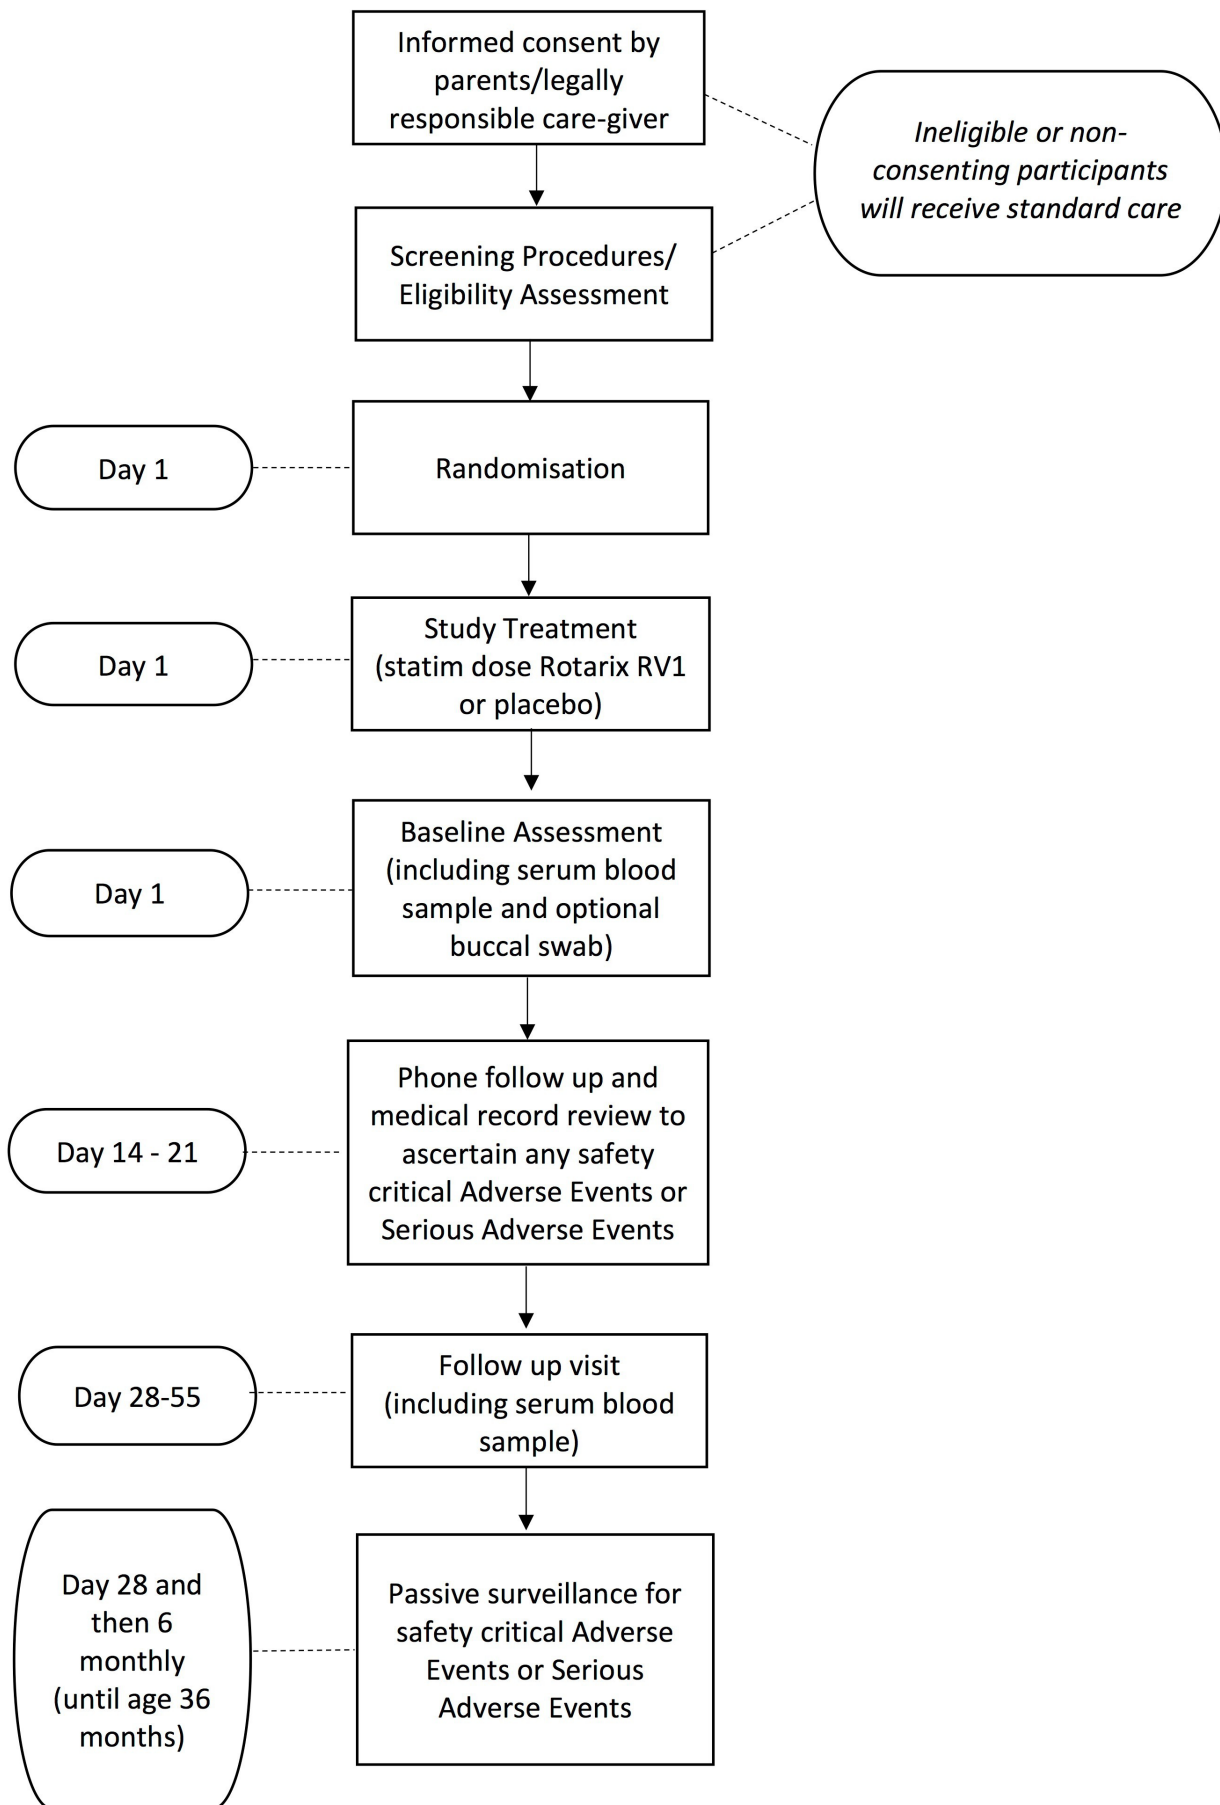 Informed consent by
parents/legally
responsible care-giver
Ineligible or non-
consenting participants
will receive standard care
Screening Procedures/
Eligibility Assessment
Day 1
Randomisation
Day 1
Study Treatment
(statim dose Rotarix RV1
or placebo)
Day 1
Baseline Assessment
(including serum blood
sample and optional
buccal swab)
Day 14 - 21
Phone follow up and
medical record review to
ascertain any safety
critical Adverse Events or
Serious Adverse Events
Day 28-55
Follow up visit
(including serum blood
sample)
Day 28 and
then 6
monthly
(until age 36
months)
Passive surveillance for
safety critical Adverse
Events or Serious
Adverse Events